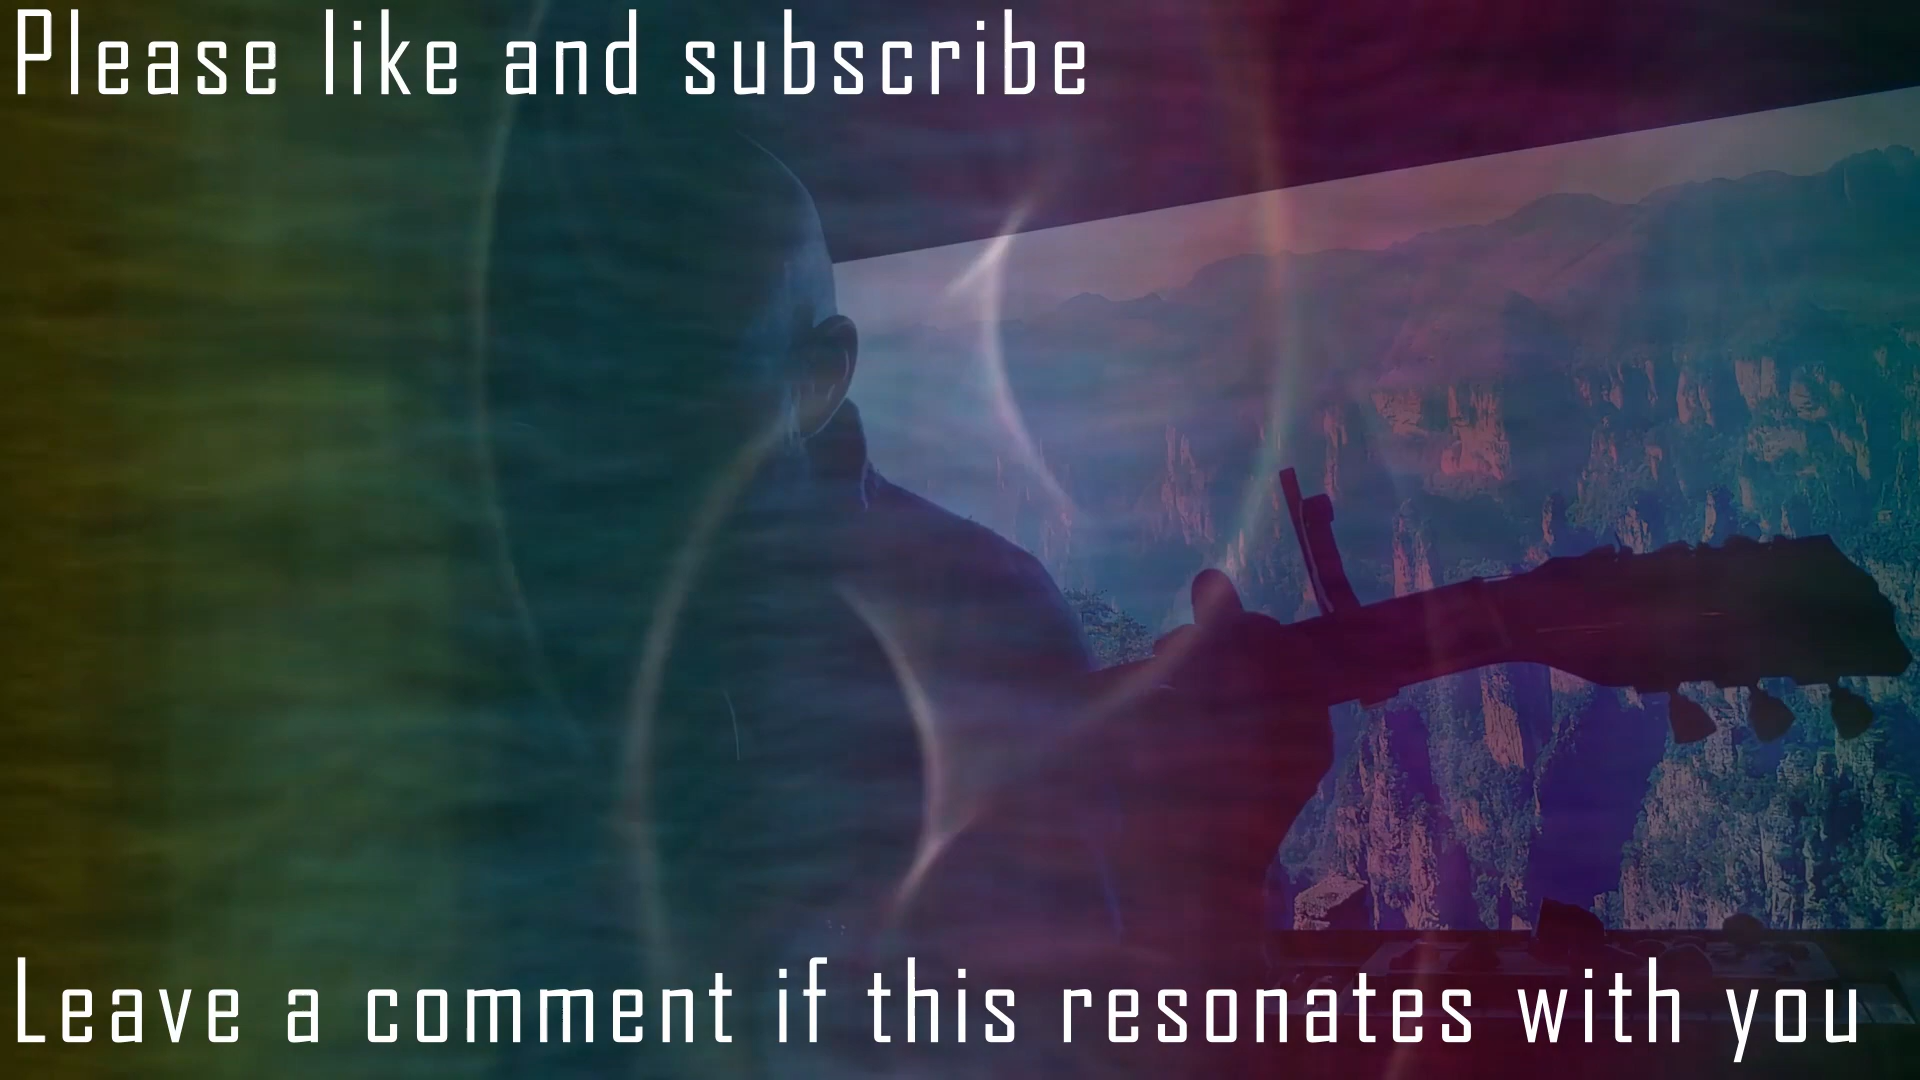 Please like and subscribe
Leave a comment if this resonates with you